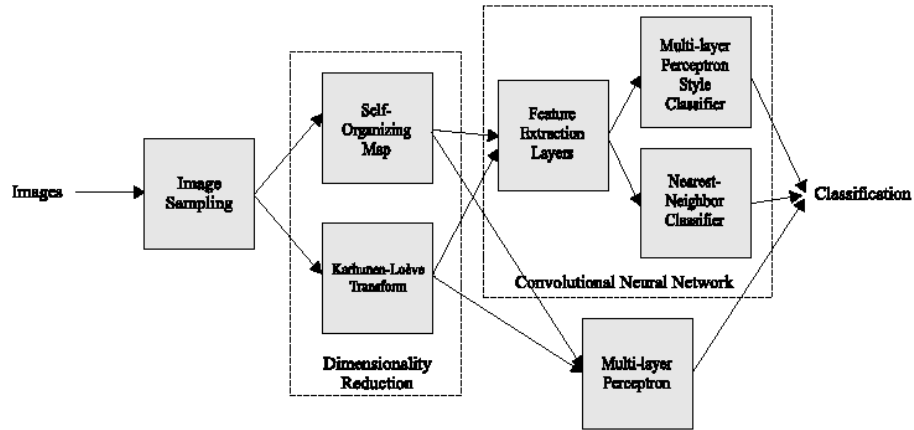 Images
Image
Sampling
Self-
Organizing
Map
Karhunen-Loève
Transform
Dimensionality
Reduction
Feature
Extraction
Layers
Multi-layer
Perceptron
Style
Classifier
Nearest-
Neighbor
Classifier
Convolutional Neural Network
Multi-layer
Perceptron
Classification